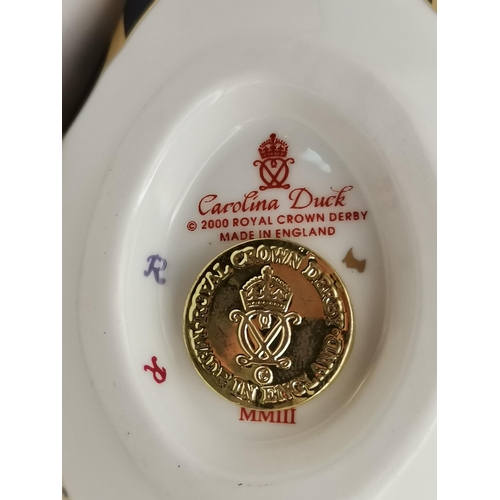 Carolina Duck
© 2000 ROYAL CROWN DERBY
MADE IN ENGLAND
R
ROYAL CROWN DERBY
MADE IN ENGLAND
R
MMIII